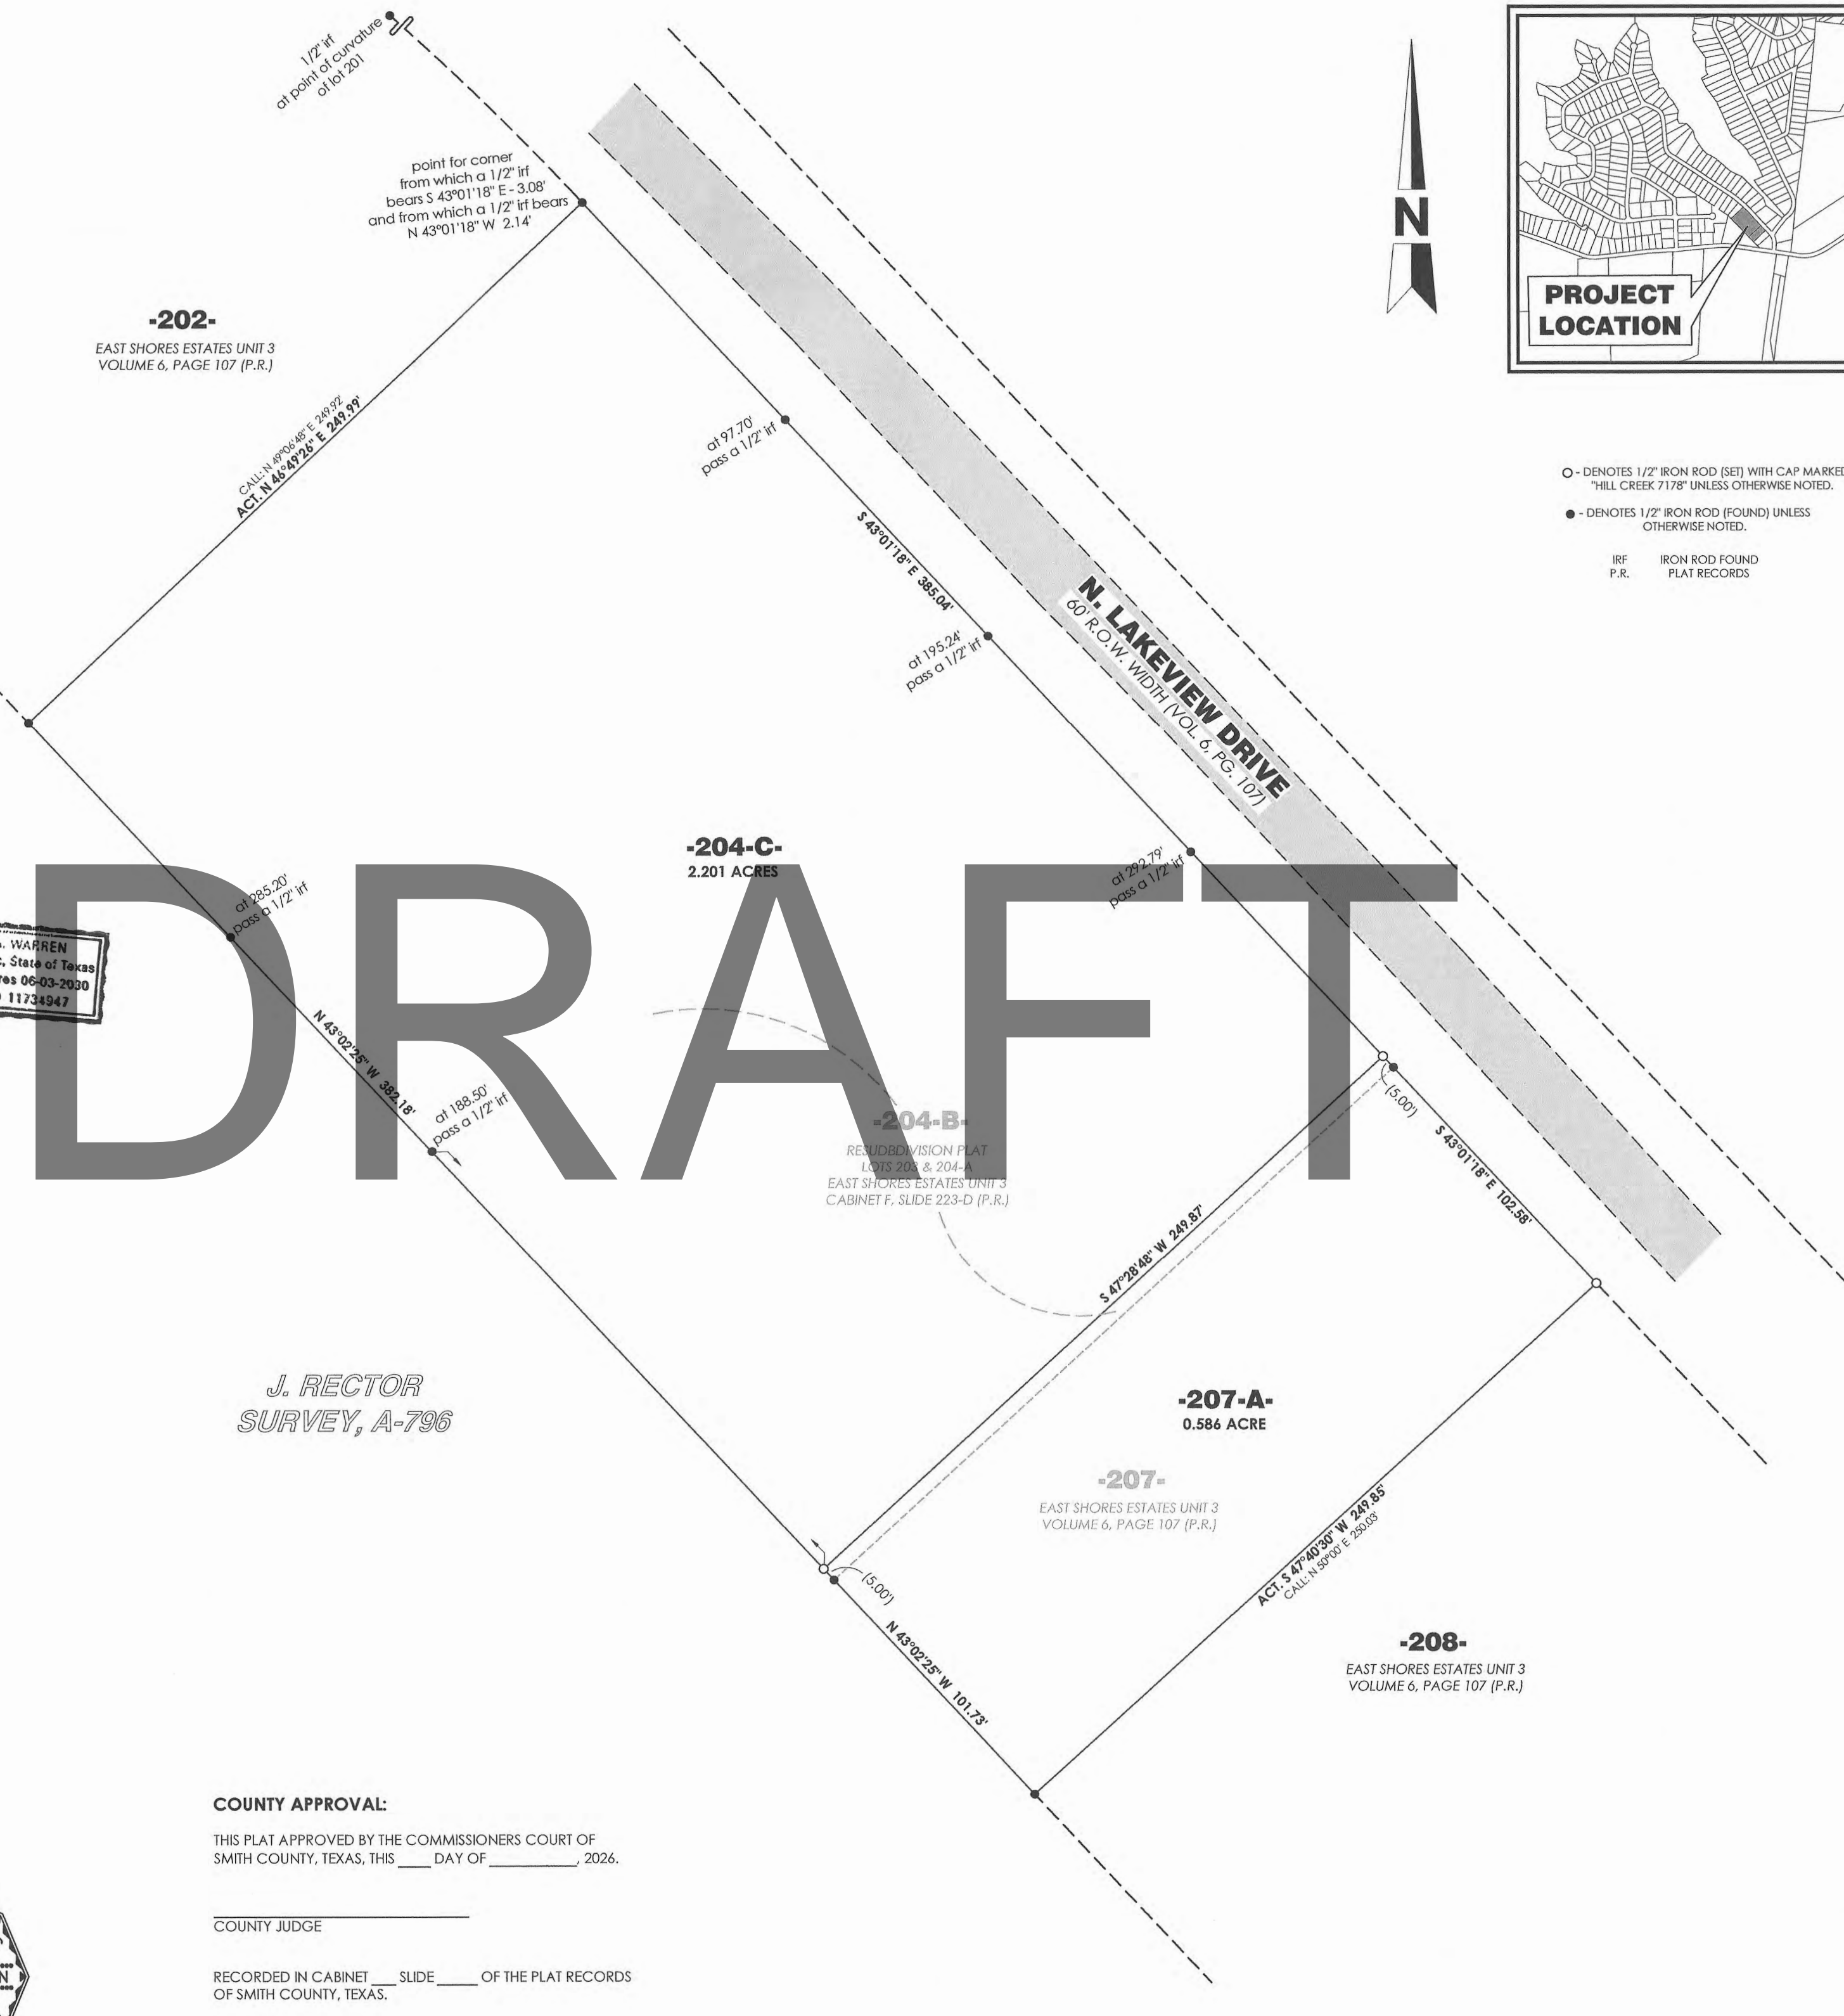 1/2" irf
at point of curvature
of lot 201
point for corner
from which a 1/2" irf
bears S 43°01'18" E - 3.08'
and from which a 1/2" irf bears
N 43°01'18" W 2.14'
N
PROJECT
LOCATION
-202-
EAST SHORES ESTATES UNIT 3
VOLUME 6, PAGE 107 (P.R.)
CALL: N 49°06'48" E 249.92'
ACT. N 46°49'26" E 249.99'
at 97.70'
pass a 1/2" irf
O - DENOTES 1/2" IRON ROD (SET) WITH CAP MARKED
"HILL CREEK 7178" UNLESS OTHERWISE NOTED.
● - DENOTES 1/2" IRON ROD (FOUND) UNLESS
OTHERWISE NOTED.
IRF IRON ROD FOUND
P.R. PLAT RECORDS
S 43°01'18" E 385.04'
at 195.24'
pass a 1/2" irf
N. LAKEVIEW DRIVE
60' R.O.W. WIDTH (VOL. 6, PG. 107)
-204-C-
2.201 ACRES
at 292.79'
pass a 1/2" irf
at 285.20'
pass a 1/2" irf
DRAFT
WARREN
, State of Texas
res 06-03-2030
11734947
N 43°02'25" W 382.18'
at 188.50'
pass a 1/2" irf
-204-B-
RESUDBDIVISION PLAT
LOTS 203 & 204-A
EAST SHORES ESTATES UNIT 3
CABINET F, SLIDE 223-D (P.R.)
(5.00')
S 43°01'18" E 102.58'
S 47°28'48" W 249.87'
J. RECTOR
SURVEY, A-796
-207-A-
0.586 ACRE
-207-
EAST SHORES ESTATES UNIT 3
VOLUME 6, PAGE 107 (P.R.)
ACT. S 47°40'30" W 249.85'
CALL: N 50°00' E 250.03'
(5.00')
N 43°02'25" W 101.73'
-208-
EAST SHORES ESTATES UNIT 3
VOLUME 6, PAGE 107 (P.R.)
COUNTY APPROVAL:
THIS PLAT APPROVED BY THE COMMISSIONERS COURT OF
SMITH COUNTY, TEXAS, THIS ____ DAY OF __________, 2026.
COUNTY JUDGE
RECORDED IN CABINET ___ SLIDE _____ OF THE PLAT RECORDS
OF SMITH COUNTY, TEXAS.
N